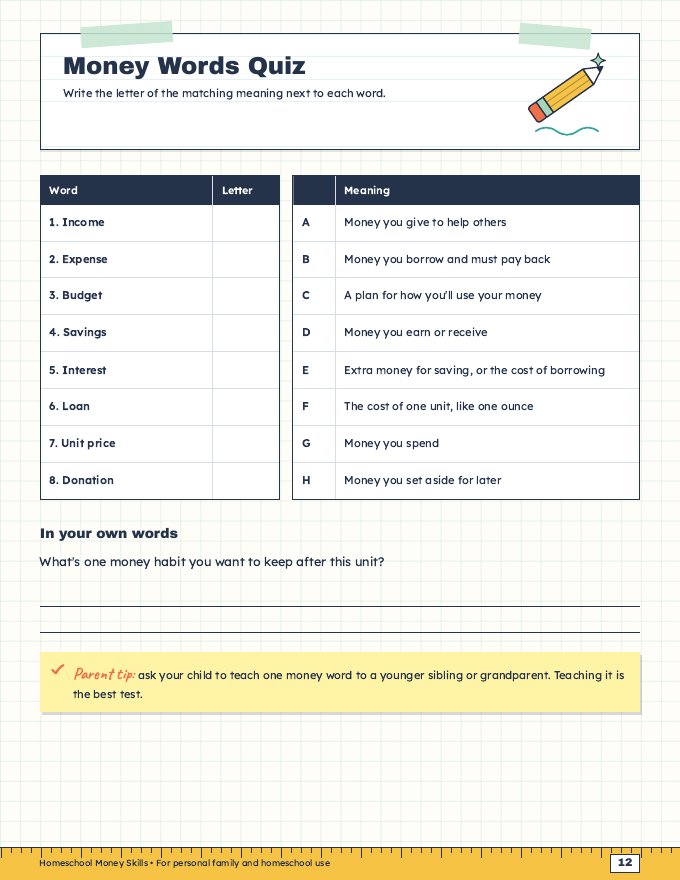 Money Words Quiz
Write the letter of the matching meaning next to each word.
Word Letter
1. Income
2. Expense
3. Budget
4. Savings
5. Interest
6. Loan
7. Unit price
8. Donation
Meaning
A Money you give to help others
B Money you borrow and must pay back
C A plan for how you'll use your money
D Money you earn or receive
E Extra money for saving, or the cost of borrowing
F The cost of one unit, like one ounce
G Money you spend
H Money you set aside for later
In your own words
What's one money habit you want to keep after this unit?
Parent tip: ask your child to teach one money word to a younger sibling or grandparent. Teaching it is
the best test.
Homeschool Money Skills • For personal family and homeschool use
12